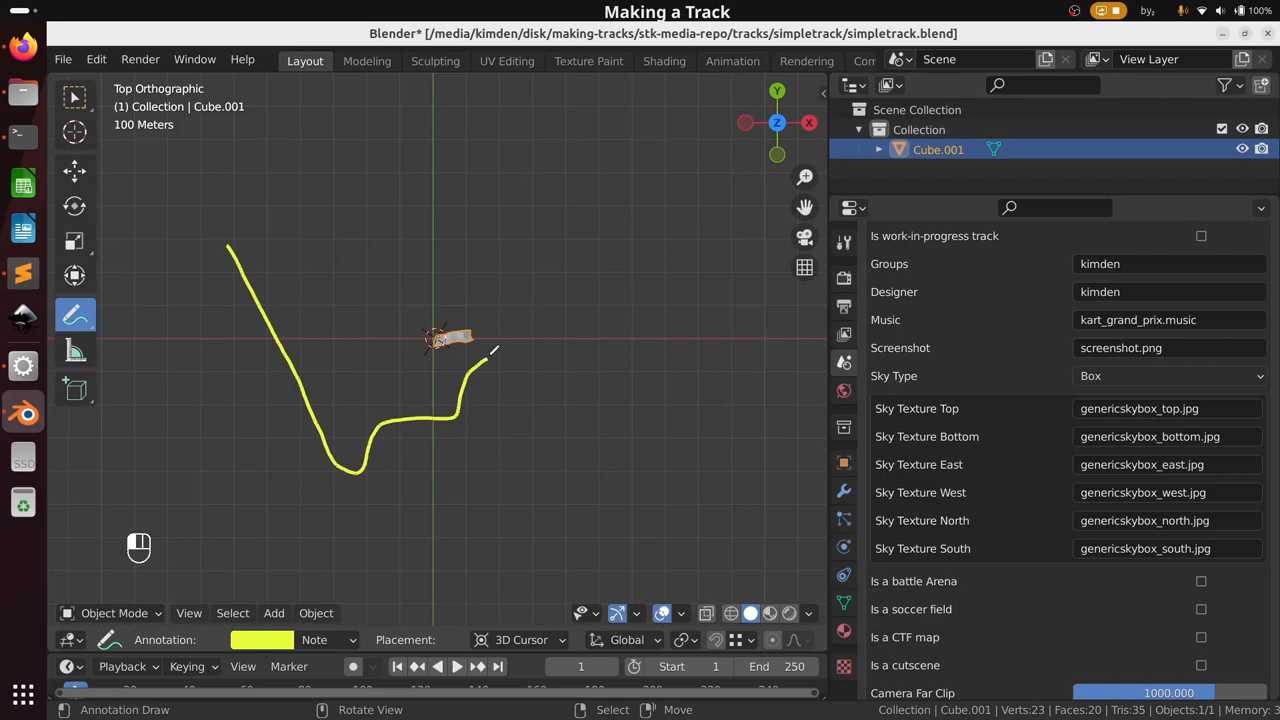 Making a Track
by₂
100%
Blender* [/media/kimden/disk/making-tracks/stk-media-repo/tracks/simpletrack/simpletrack.blend]
File Edit Render Window Help
Layout Modeling Sculpting UV Editing Texture Paint Shading Animation Rendering Com
Scene
View Layer
Top Orthographic
(1) Collection | Cube.001
100 Meters
Y
X
Z
Scene Collection
Collection
Cube.001
Is work-in-progress track
Groups kimden
Designer kimden
Music kart_grand_prix.music
Screenshot screenshot.png
Sky Type Box
Sky Texture Top genericskybox_top.jpg
Sky Texture Bottom genericskybox_bottom.jpg
Sky Texture East genericskybox_east.jpg
Sky Texture West genericskybox_west.jpg
Sky Texture North genericskybox_north.jpg
Sky Texture South genericskybox_south.jpg
Is a battle Arena
Is a soccer field
Is a CTF map
Is a cutscene
Camera Far Clip 1000.000
SSD
Object Mode View Select Add Object
Annotation: Note Placement: 3D Cursor Global
Playback Keying View Marker 1 Start 1 End 250
Annotation Draw Rotate View Select Move Collection | Cube.001 | Verts:23 | Faces:20 | Tris:35 | Objects:1/1 | Memory: 3